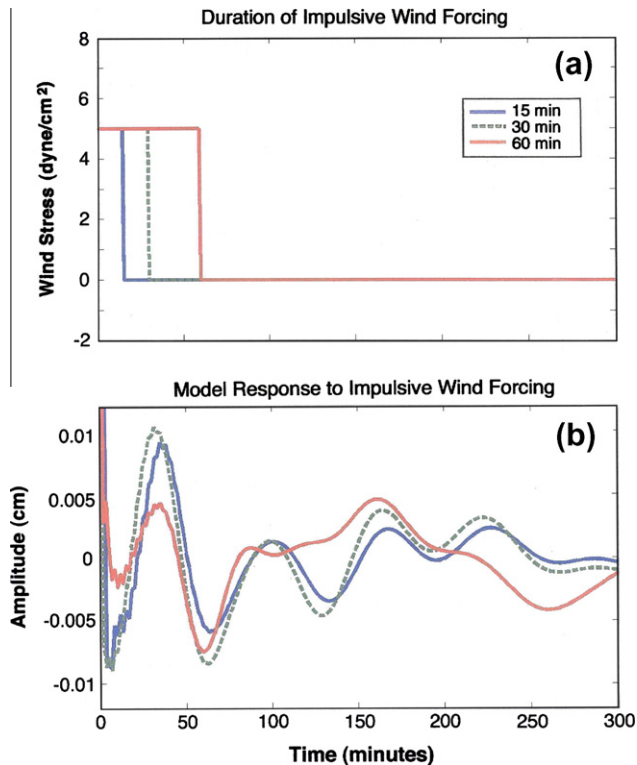 Duration of Impulsive Wind Forcing
(a)
8
6
4
2
0
-2
Wind Stress (dyne/cm²)
15 min
30 min
60 min
Model Response to Impulsive Wind Forcing
(b)
0.01
0.005
0
-0.005
-0.01
Amplitude (cm)
0 50 100 150 200 250 300
Time (minutes)